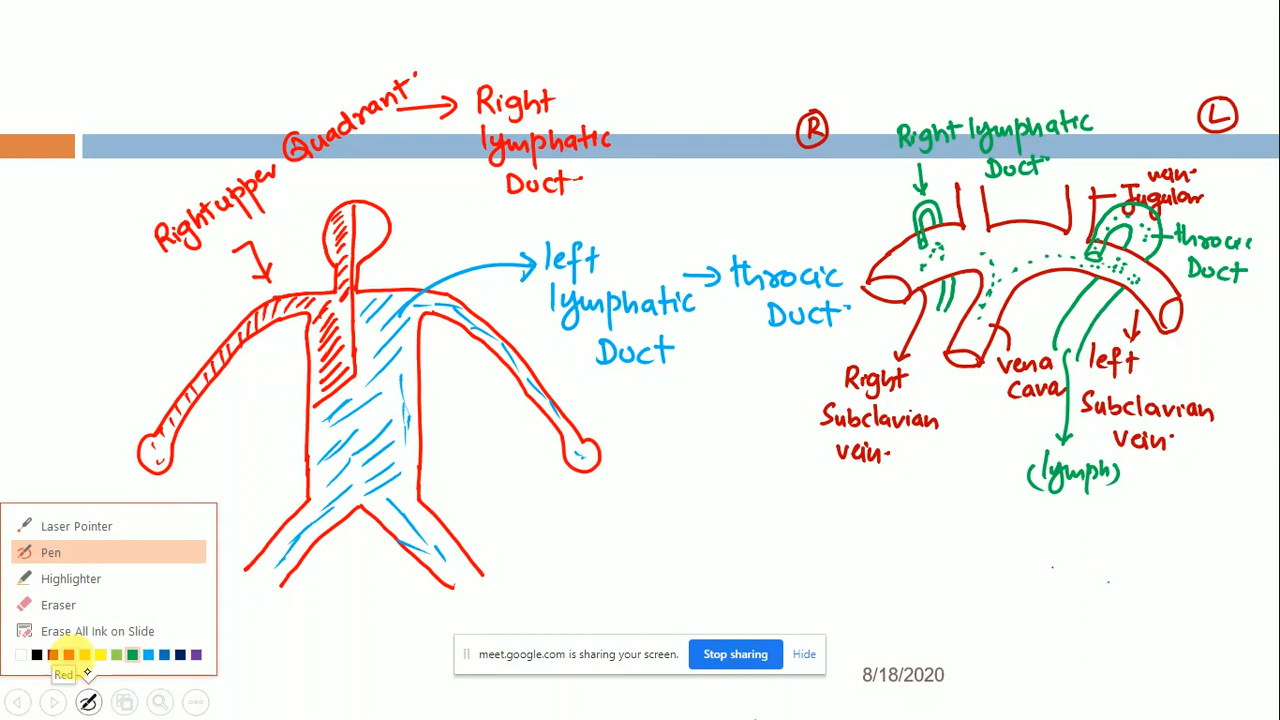 Right upper Quadrant
Right
lymphatic
Duct
left
lymphatic
Duct
throcic
Duct
R
L
Right lymphatic
Duct
vein
Jugular
throcic
Duct
Right
Subclavian
vein
vena
cava
left
Subclavian
vein
(lymph)
Laser Pointer
Pen
Highlighter
Eraser
Erase All Ink on Slide
Red
meet.google.com is sharing your screen.
Stop sharing
Hide
8/18/2020